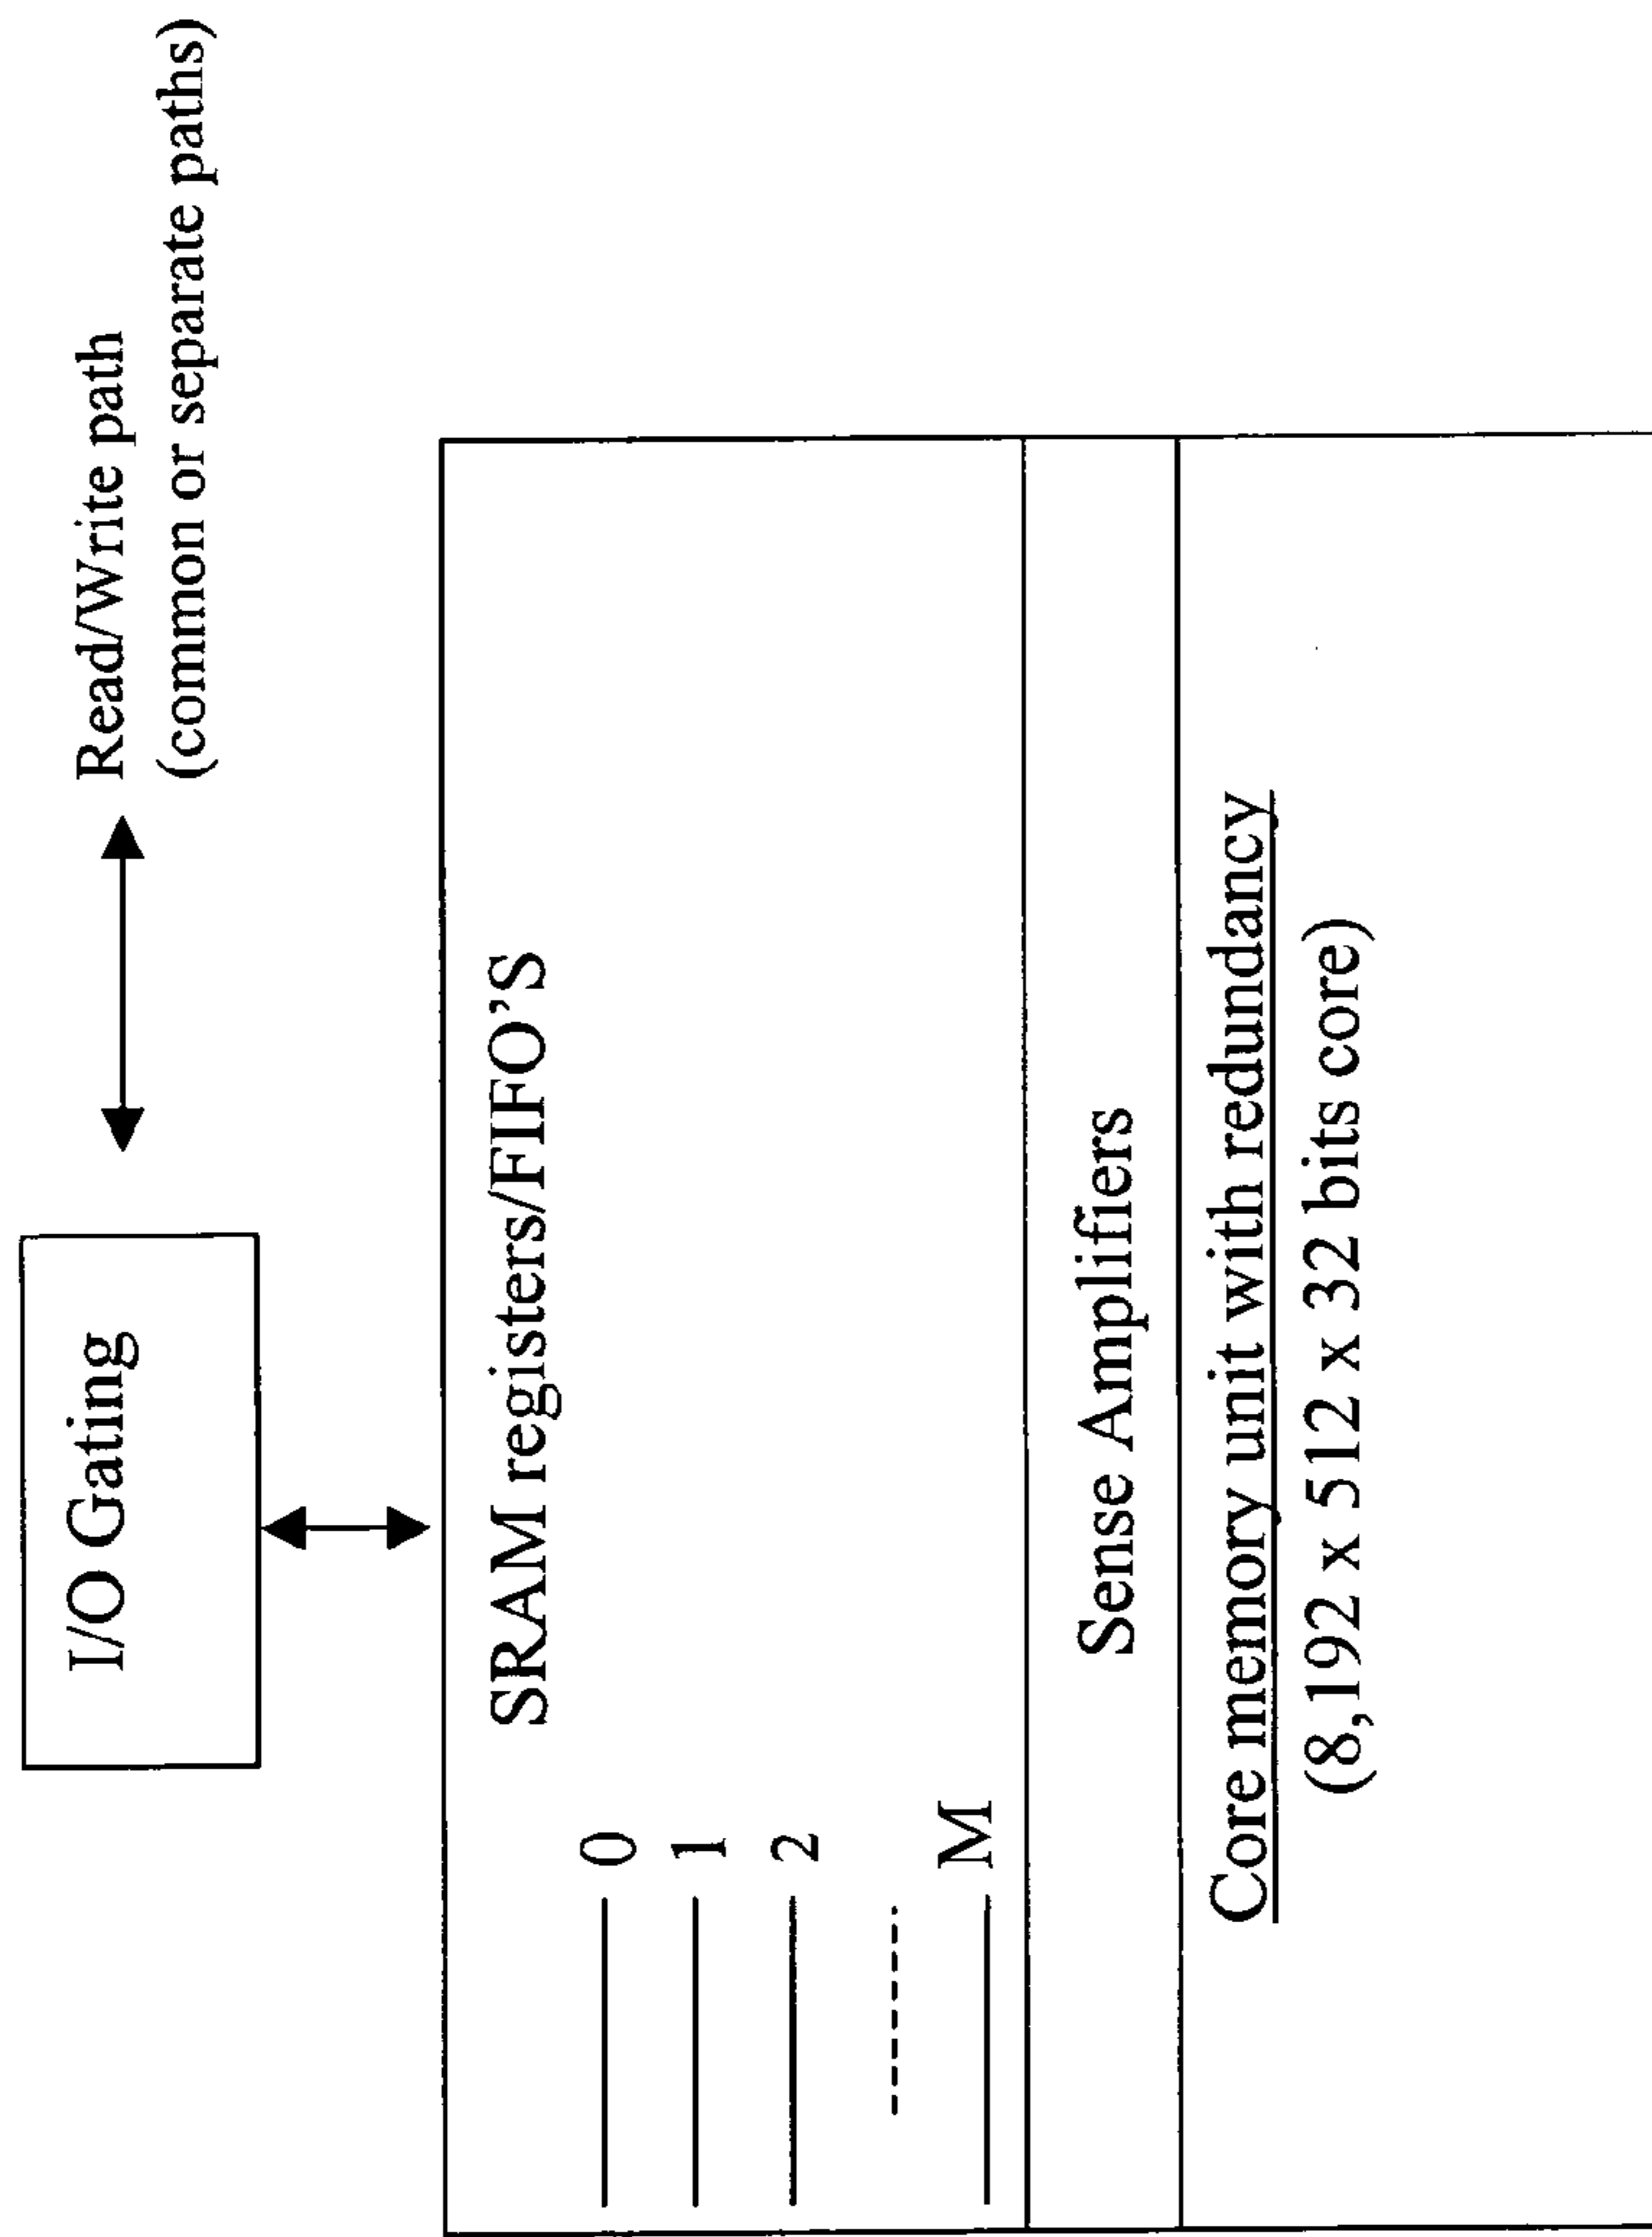 I/O Gating
Read/Write path
(common or separate paths)
SRAM registers/FIFO'S
0
1
2
M
Sense Amplifiers
Core memory unit with redundancy
(8,192 x 512 x 32 bits core)